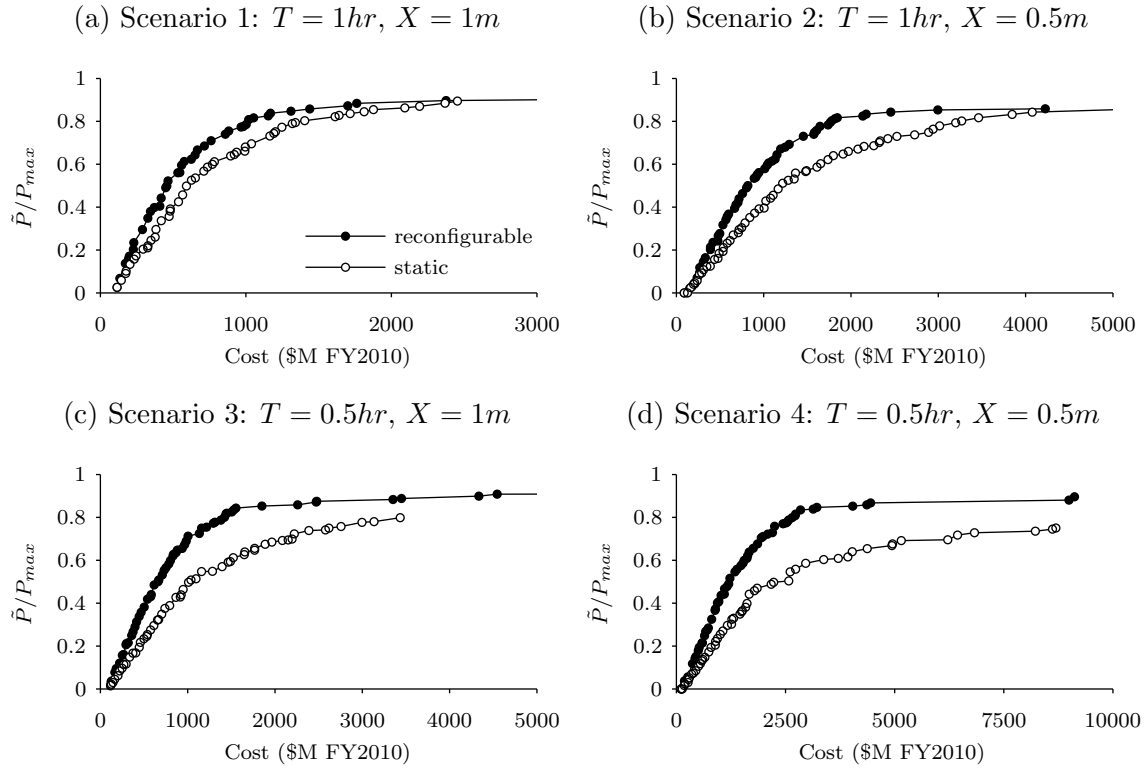 (a) Scenario 1: T = 1hr, X = 1m
1
0.8
0.6
0.4
0.2
0
P̃/Pmax
reconfigurable
static
0 1000 2000 3000
Cost ($M FY2010)
(b) Scenario 2: T = 1hr, X = 0.5m
1
0.8
0.6
0.4
0.2
0
P̃/Pmax
0 1000 2000 3000 4000 5000
Cost ($M FY2010)
(c) Scenario 3: T = 0.5hr, X = 1m
1
0.8
0.6
0.4
0.2
0
P̃/Pmax
0 1000 2000 3000 4000 5000
Cost ($M FY2010)
(d) Scenario 4: T = 0.5hr, X = 0.5m
1
0.8
0.6
0.4
0.2
0
P̃/Pmax
0 2500 5000 7500 10000
Cost ($M FY2010)